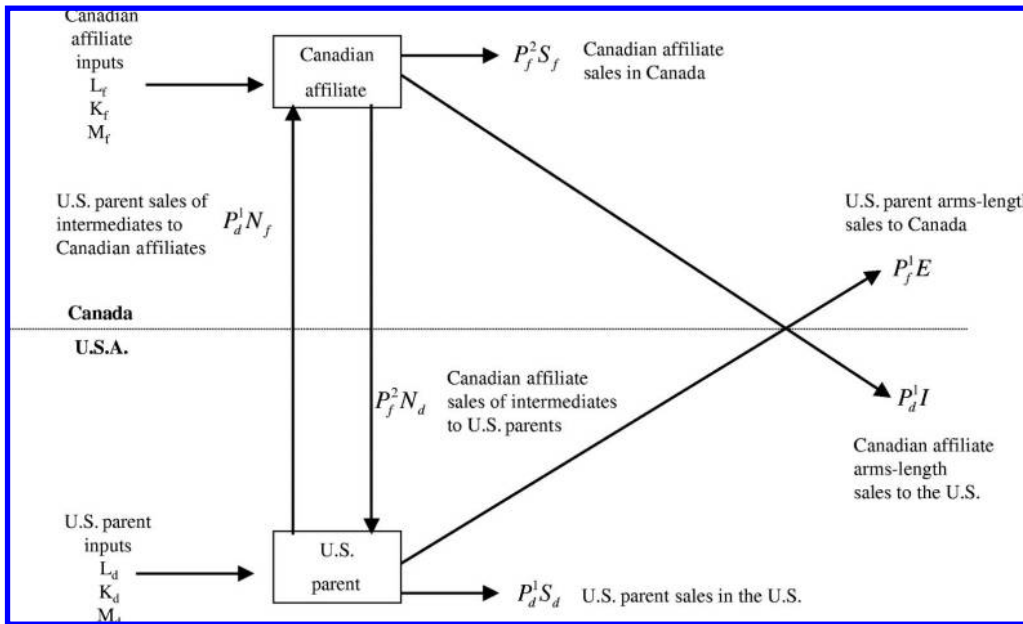 Canadian
affiliate
inputs
L_f
K_f
M_f
Canadian
affiliate
P_f^2 S_f
Canadian affiliate
sales in Canada
U.S. parent sales of
intermediates to
Canadian affiliates
P_d^1 N_f
U.S. parent arms-length
sales to Canada
P_f^1 E
Canada
U.S.A.
P_f^2 N_d
Canadian affiliate
sales of intermediates
to U.S. parents
P_d^1 I
Canadian affiliate
arms-length
sales to the U.S.
U.S. parent
inputs
L_d
K_d
M_d
U.S.
parent
P_d^1 S_d
U.S. parent sales in the U.S.